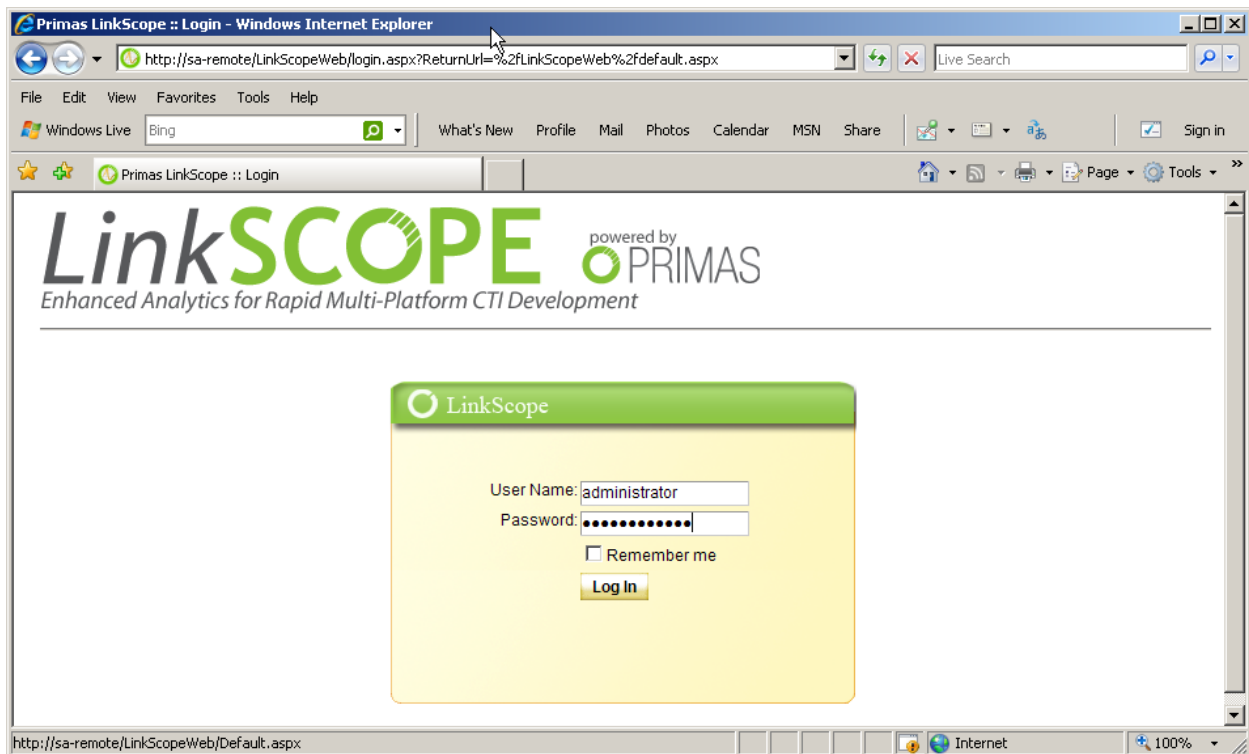 Primas LinkScope :: Login - Windows Internet Explorer
http://sa-remote/LinkScopeWeb/login.aspx?ReturnUrl=%2fLinkScopeWeb%2fdefault.aspx
Live Search
File Edit View Favorites Tools Help
Windows Live Bing What's New Profile Mail Photos Calendar MSN Share Sign in
Primas LinkScope :: Login Page Tools »
LinkSCOPE powered by PRIMAS
Enhanced Analytics for Rapid Multi-Platform CTI Development
LinkScope
User Name: administrator
Password: ●●●●●●●●●●●●
Remember me
Log In
http://sa-remote/LinkScopeWeb/Default.aspx Internet 100%